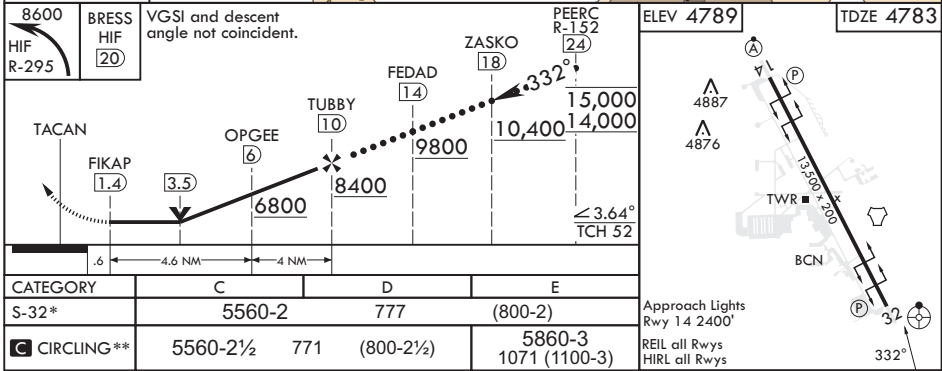 8600
HIF
R-295
BRESS
HIF
20
VGSI and descent
angle not coincident.
PEERC
R-152
24
ZASKO
18
332°
FEDAD
14
15,000
14,000
TUBBY
10
10,400
TACAN
OPGEE
6
9800
FIKAP
1.4
3.5
8400
6800
3.64°
TCH 52
.6
4.6 NM
4 NM
CATEGORY C D E
S-32* 5560-2 777 (800-2)
C CIRCLING** 5560-2½ 771 (800-2½) 5860-3
1071 (1100-3)
ELEV 4789
TDZE 4783
A
P
4887
4876
13,500 x 200
TWR
x
BCN
P
32
Approach Lights
Rwy 14 2400'
REIL all Rwys
HIRL all Rwys
332°